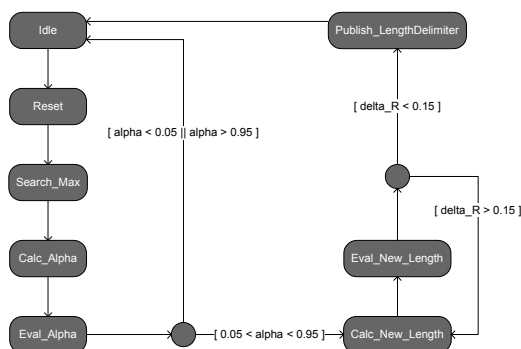 Idle
Publish_LengthDelimiter
Reset
[ delta_R < 0.15 ]
[ alpha < 0.05 || alpha > 0.95 ]
Search_Max
[ delta_R > 0.15 ]
Calc_Alpha
Eval_New_Length
Eval_Alpha
[ 0.05 < alpha < 0.95 ]
Calc_New_Length